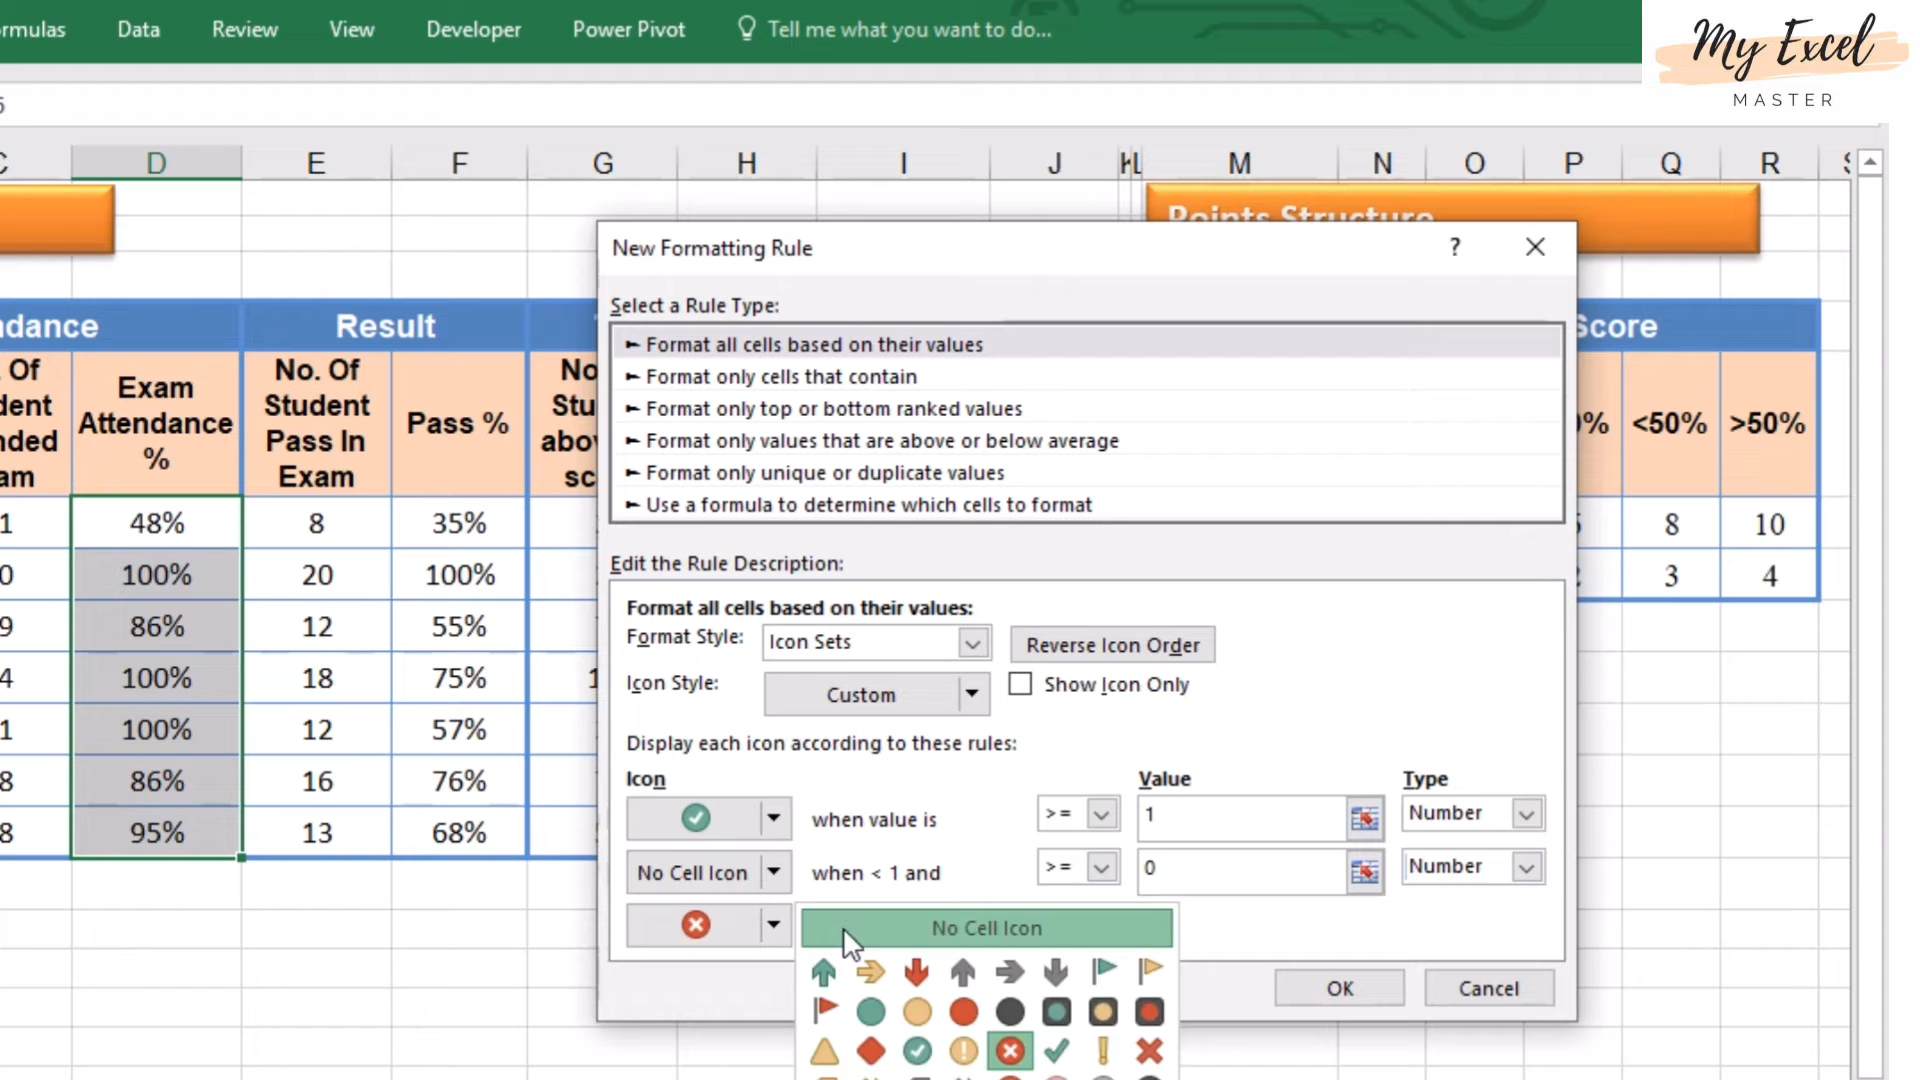 Data Review View Developer Power Pivot Tell me what you want to do...
My Excel
MASTER
D E F G H I J K L M N O P Q R
Points Structure
New Formatting Rule ?
Select a Rule Type:
Format all cells based on their values
Format only cells that contain
Format only top or bottom ranked values
Format only values that are above or below average
Format only unique or duplicate values
Use a formula to determine which cells to format
Edit the Rule Description:
Format all cells based on their values:
Format Style: Icon Sets Reverse Icon Order
Icon Style: Custom Show Icon Only
Display each icon according to these rules:
Icon Value Type
when value is >= 1 Number
No Cell Icon when < 1 and >= 0 Number
No Cell Icon
OK Cancel
Result Score
Exam
Attendance
%
No. Of
Student
Pass In
Exam
Pass %
<50% >50%
48% 8 35% 8 10
100% 20 100% 3 4
86% 12 55%
100% 18 75%
100% 12 57%
86% 16 76%
95% 13 68%